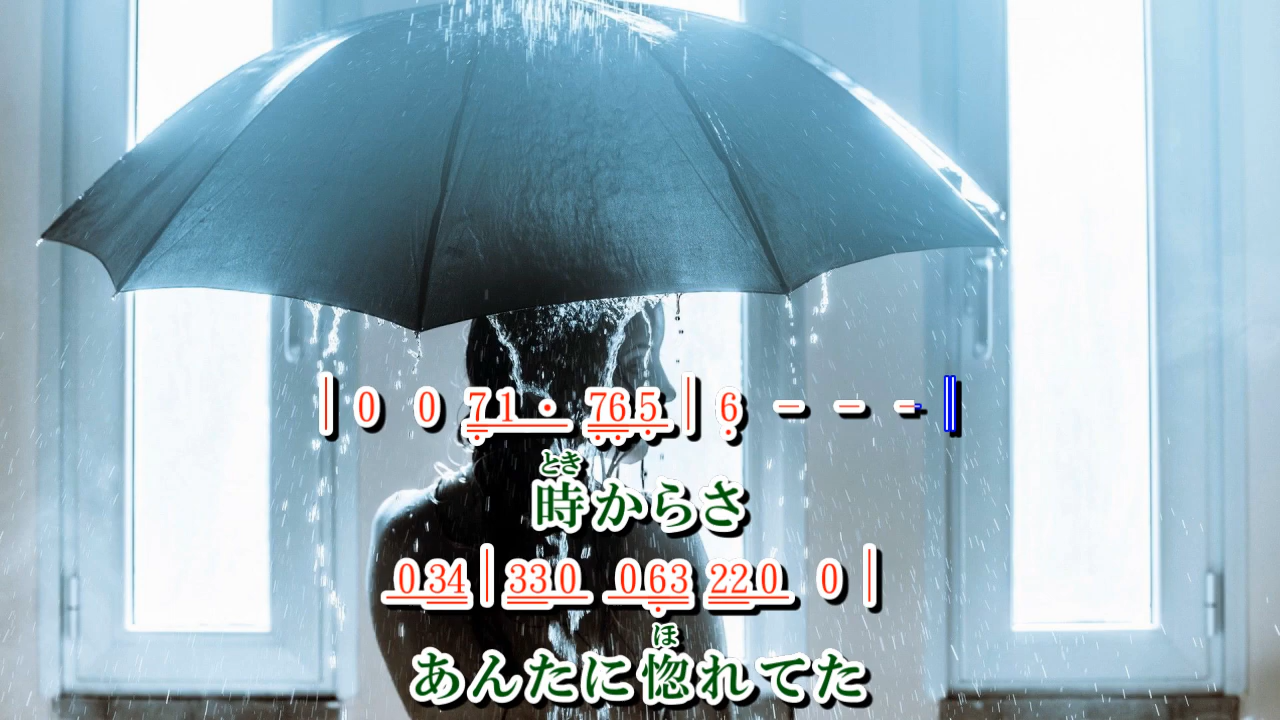 | 0 0 71・ 765 | 6 − − − ‖
とき
時からさ
034 | 330 063 220 0 |
ほ
あんたに惚れてた